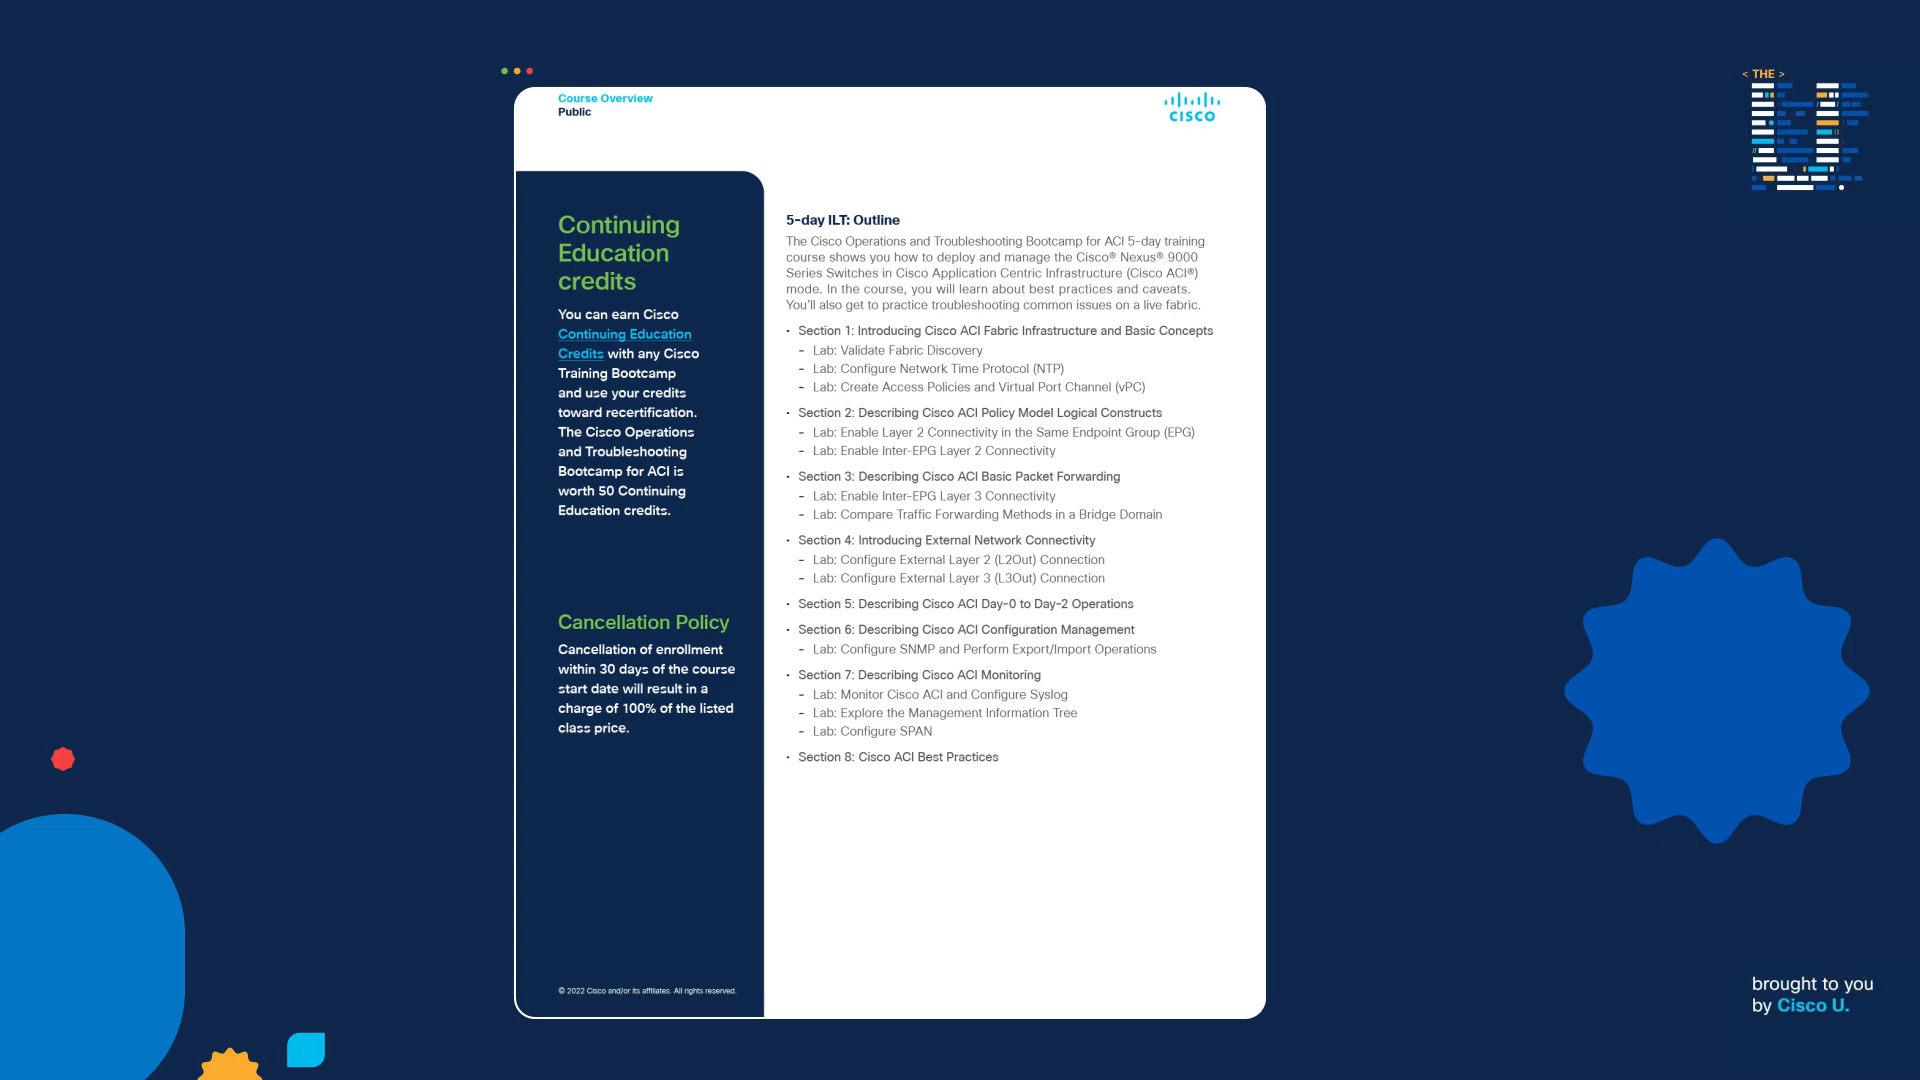 Course Overview
Public
CISCO
< THE >
Continuing
Education
credits
You can earn Cisco
Continuing Education
Credits with any Cisco
Training Bootcamp
and use your credits
toward recertification.
The Cisco Operations
and Troubleshooting
Bootcamp for ACI is
worth 50 Continuing
Education credits.
Cancellation Policy
Cancellation of enrollment
within 30 days of the course
start date will result in a
charge of 100% of the listed
class price.
© 2022 Cisco and/or its affiliates. All rights reserved.
5-day ILT: Outline
The Cisco Operations and Troubleshooting Bootcamp for ACI 5-day training
course shows you how to deploy and manage the Cisco® Nexus® 9000
Series Switches in Cisco Application Centric Infrastructure (Cisco ACI®)
mode. In the course, you will learn about best practices and caveats.
You'll also get to practice troubleshooting common issues on a live fabric.
• Section 1: Introducing Cisco ACI Fabric Infrastructure and Basic Concepts
- Lab: Validate Fabric Discovery
- Lab: Configure Network Time Protocol (NTP)
- Lab: Create Access Policies and Virtual Port Channel (vPC)
• Section 2: Describing Cisco ACI Policy Model Logical Constructs
- Lab: Enable Layer 2 Connectivity in the Same Endpoint Group (EPG)
- Lab: Enable Inter-EPG Layer 2 Connectivity
• Section 3: Describing Cisco ACI Basic Packet Forwarding
- Lab: Enable Inter-EPG Layer 3 Connectivity
- Lab: Compare Traffic Forwarding Methods in a Bridge Domain
• Section 4: Introducing External Network Connectivity
- Lab: Configure External Layer 2 (L2Out) Connection
- Lab: Configure External Layer 3 (L3Out) Connection
• Section 5: Describing Cisco ACI Day-0 to Day-2 Operations
• Section 6: Describing Cisco ACI Configuration Management
- Lab: Configure SNMP and Perform Export/Import Operations
• Section 7: Describing Cisco ACI Monitoring
- Lab: Monitor Cisco ACI and Configure Syslog
- Lab: Explore the Management Information Tree
- Lab: Configure SPAN
• Section 8: Cisco ACI Best Practices
brought to you
by Cisco U.